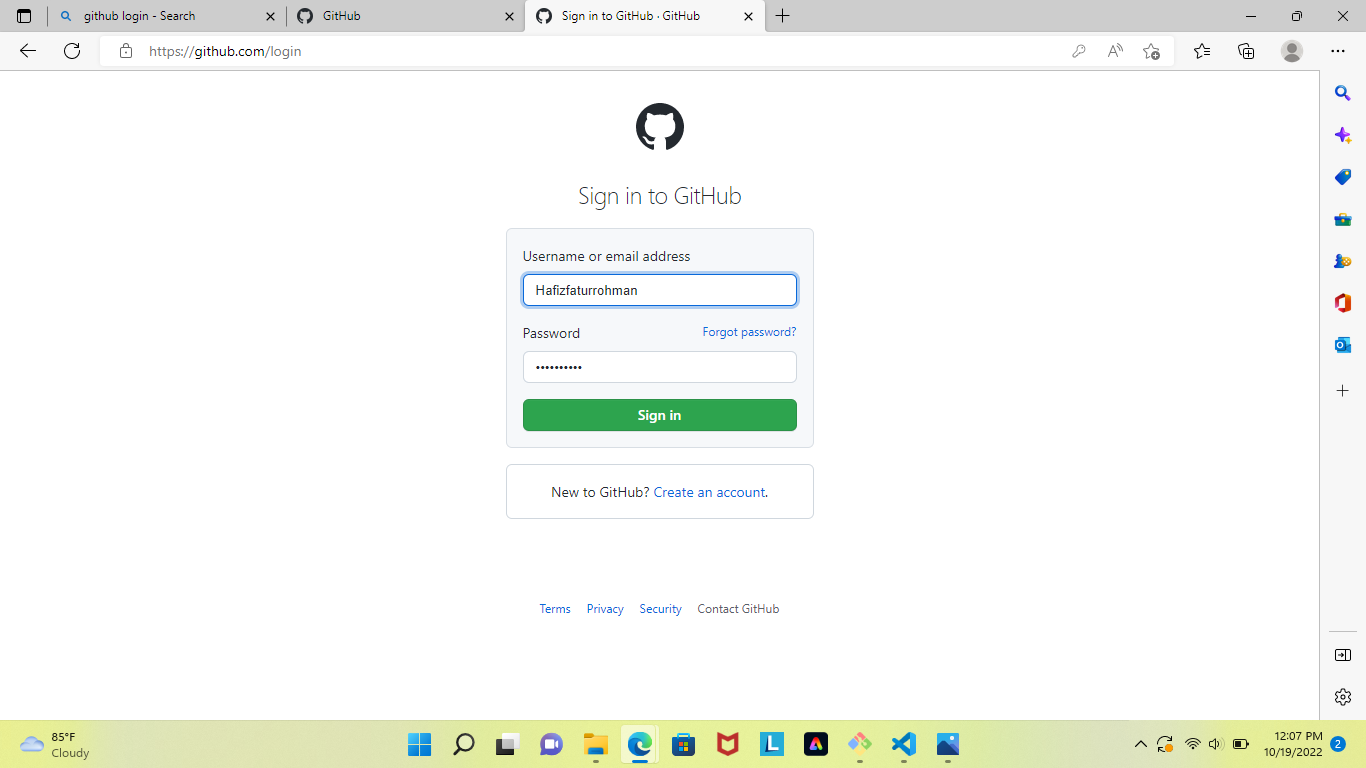 github login - Search
GitHub
Sign in to GitHub · GitHub
https://github.com/login
Sign in to GitHub
Username or email address
Hafizfaturrohman
Password
Forgot password?
••••••••••
Sign in
New to GitHub? Create an account.
Terms
Privacy
Security
Contact GitHub
85°F
Cloudy
12:07 PM
10/19/2022
2